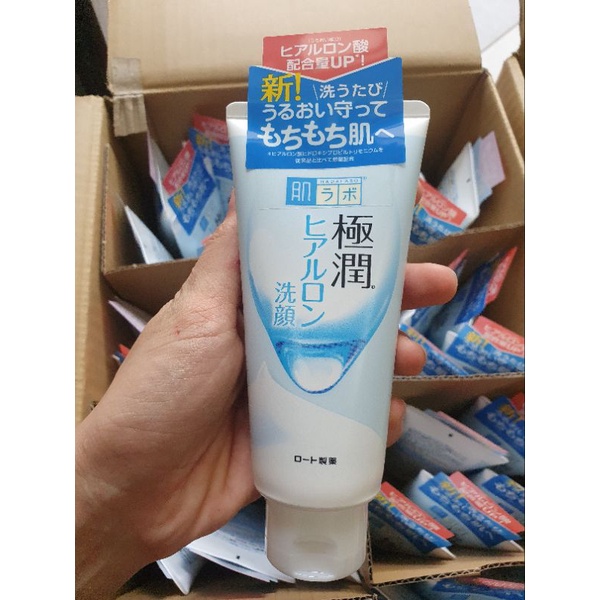 ヒアルロン酸
配合量UP*!
新!
洗うたび
うるおい守って
もちもち肌へ
HADALABO
肌ラボ
極潤。
ヒアルロン
洗顔
ロート製薬